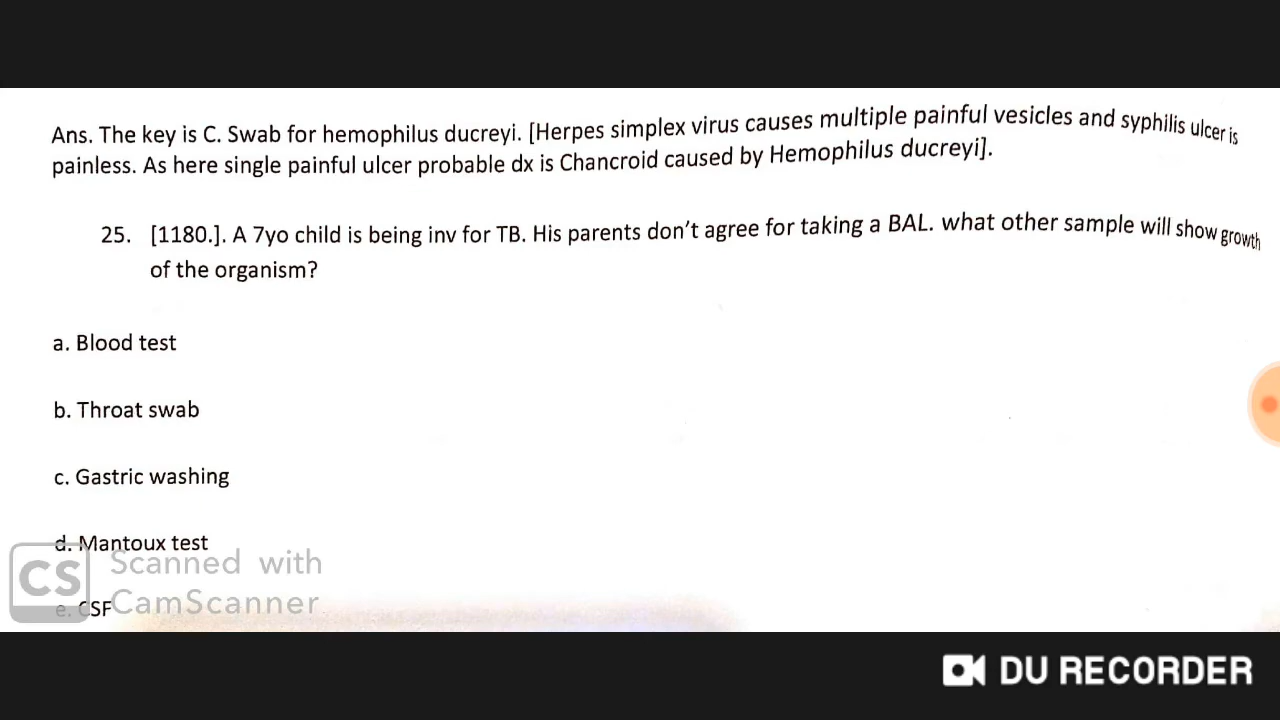 Ans. The key is C. Swab for hemophilus ducreyi. [Herpes simplex virus causes multiple painful vesicles and syphilis ulcer is
painless. As here single painful ulcer probable dx is Chancroid caused by Hemophilus ducreyi].
25. [1180.]. A 7yo child is being inv for TB. His parents don't agree for taking a BAL. what other sample will show growth
of the organism?
a. Blood test
b. Throat swab
c. Gastric washing
d. Mantoux test
e. CSF
CS Scanned with
CamScanner
DU RECORDER